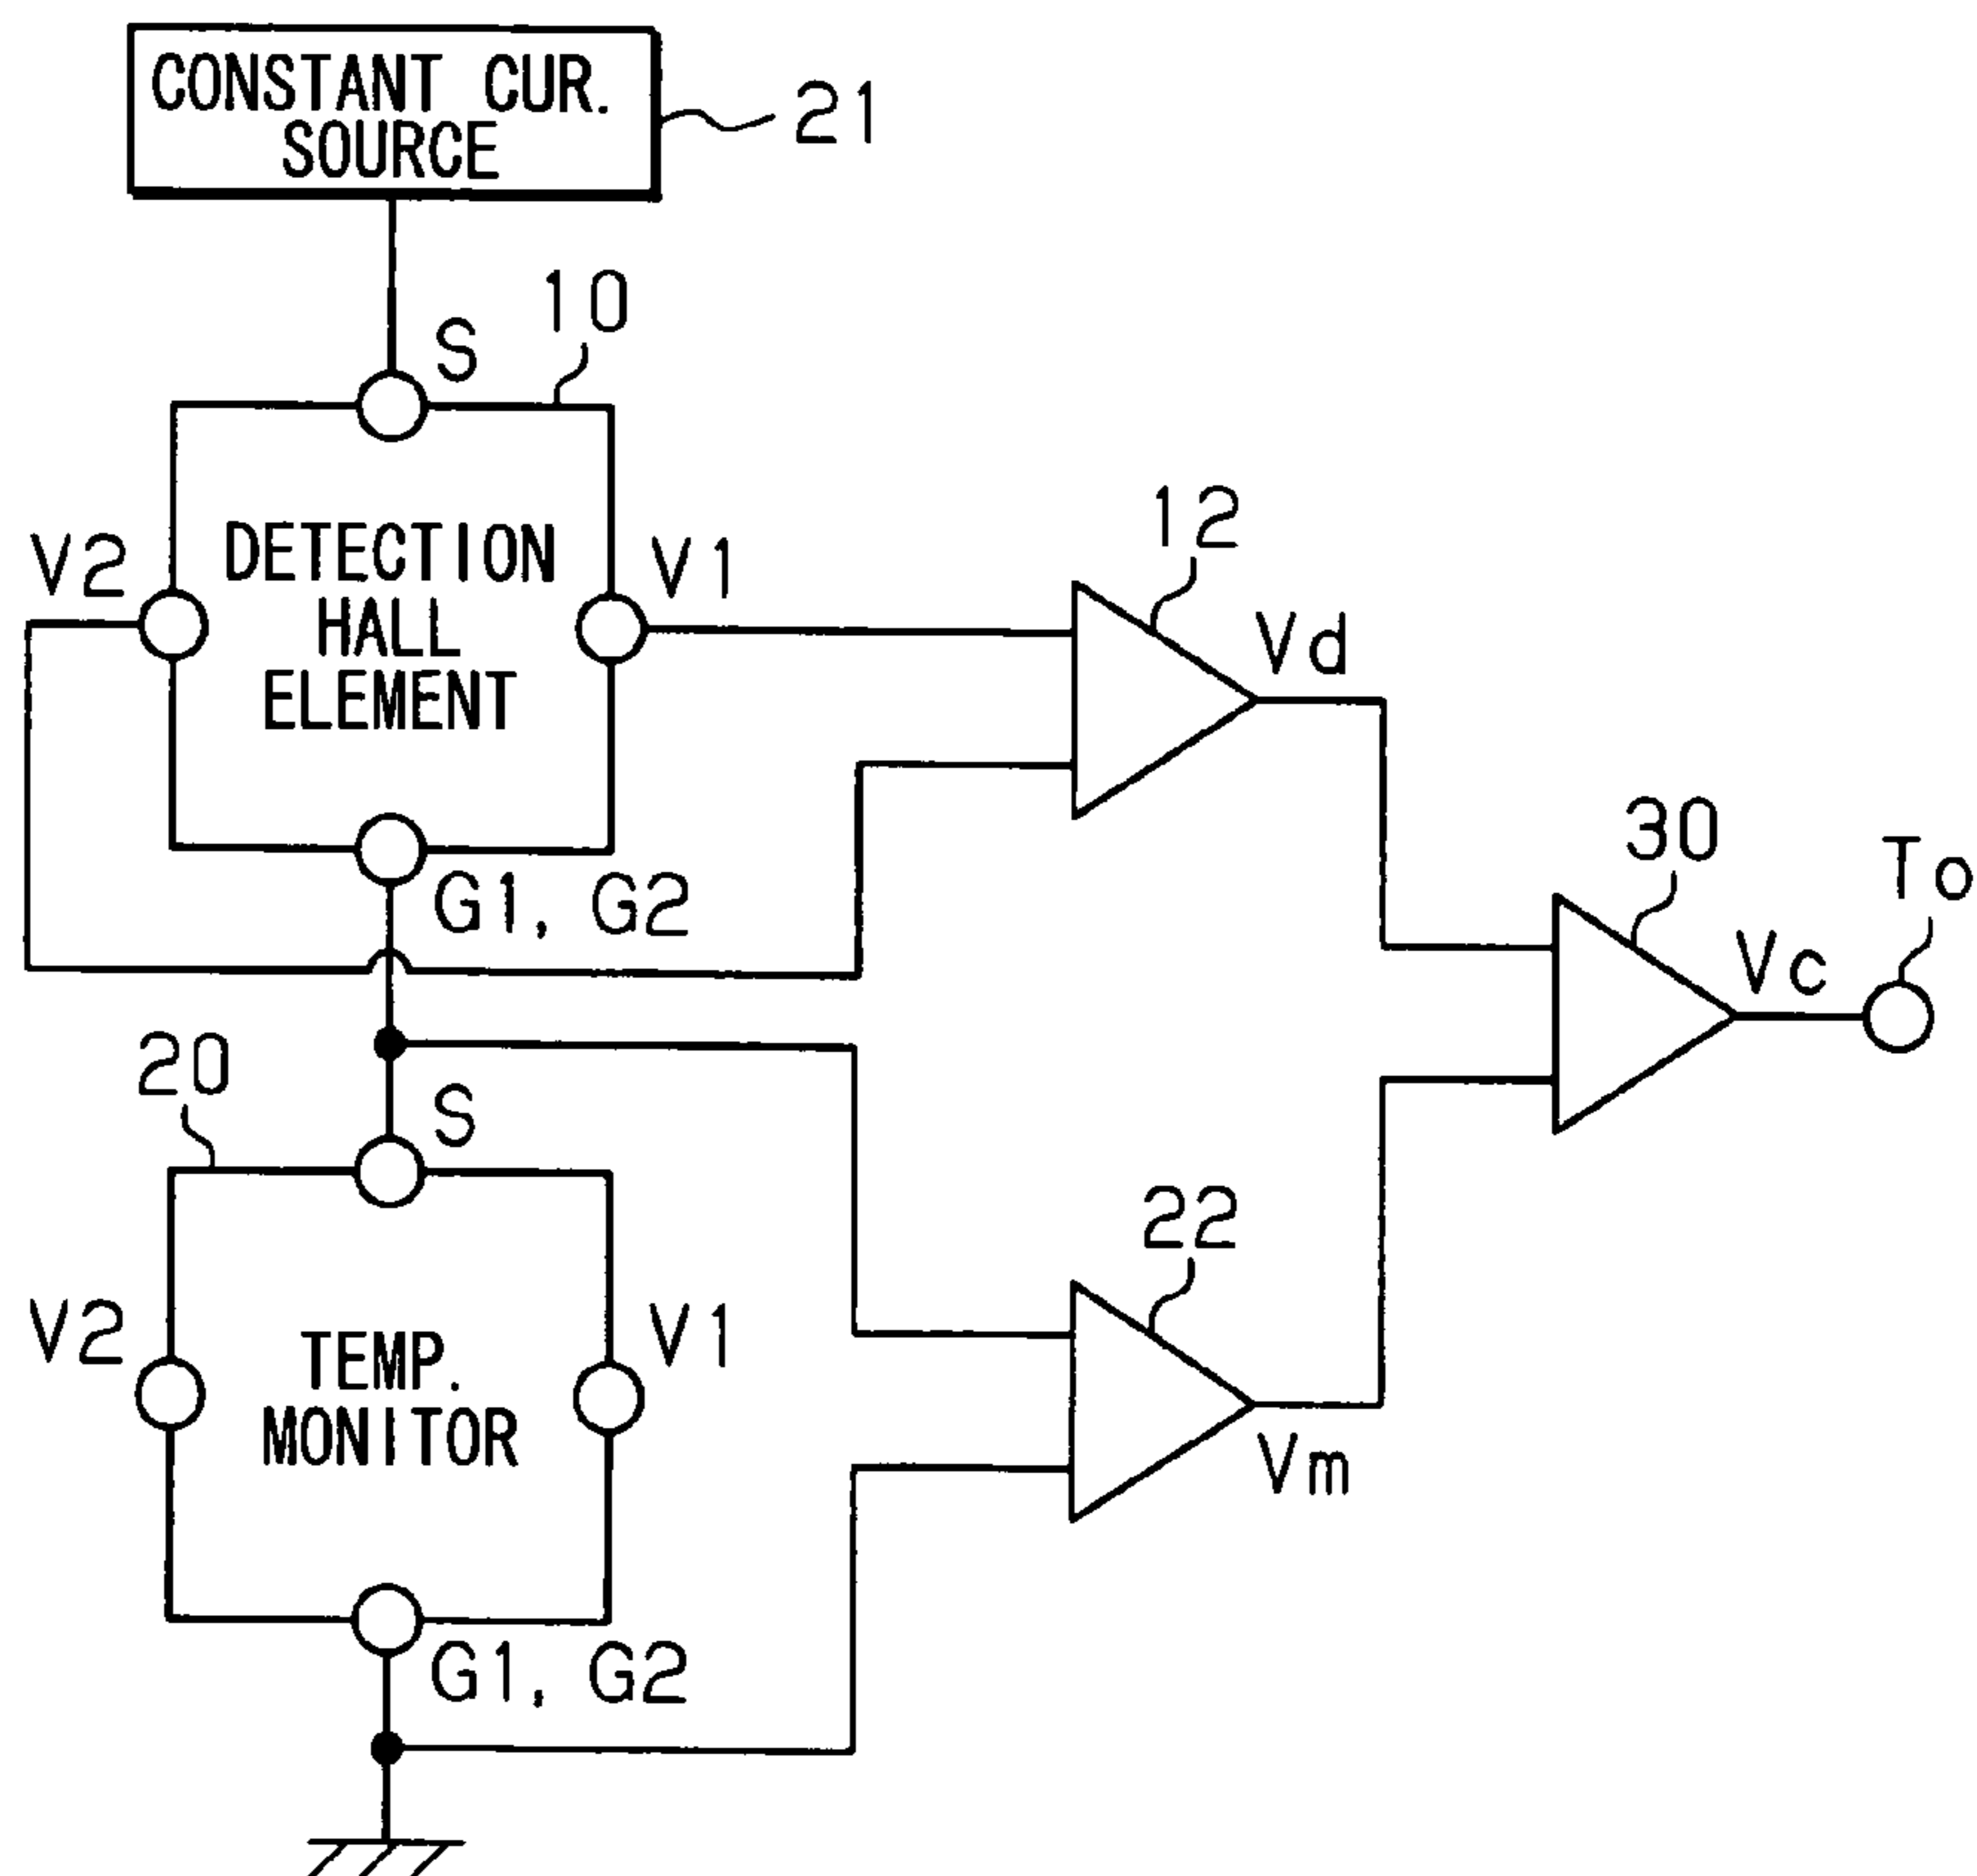 CONSTANT CUR.
SOURCE
21
10
S
12
V2
DETECTION
HALL
ELEMENT
V1
Vd
30
To
G1, G2
Vc
20
S
22
V2
TEMP.
MONITOR
V1
Vm
G1, G2